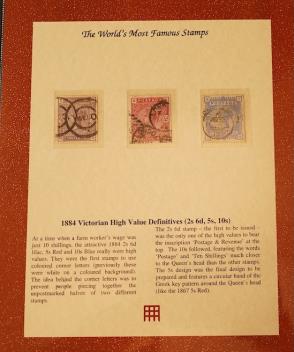 The World's Most Famous Stamps
1884 Victorian High Value Definitives (2s 6d, 5s, 10s)
At a time when a farm worker's wage was
just 10 shillings, the attractive 1884 2s 6d
lilac, 5s Red and 10s Blue really were high
values. They were the first stamps to use
coloured corner letters (previously these
were white on a coloured background).
The idea behind the corner letters was to
prevent people piecing together the
unpostmarked halves of two different
stamps.
The 2s 6d stamp – the first to be issued –
was the only one of the high values to bear
the inscription 'Postage & Revenue' at the
top. The 10s followed, featuring the words
'Postage' and 'Ten Shillings' much closer
to the Queen's head than the other stamps.
The 5s design was the final design to be
prepared and features a circular band of the
Greek key pattern around the Queen's head
(like the 1867 5s Red).